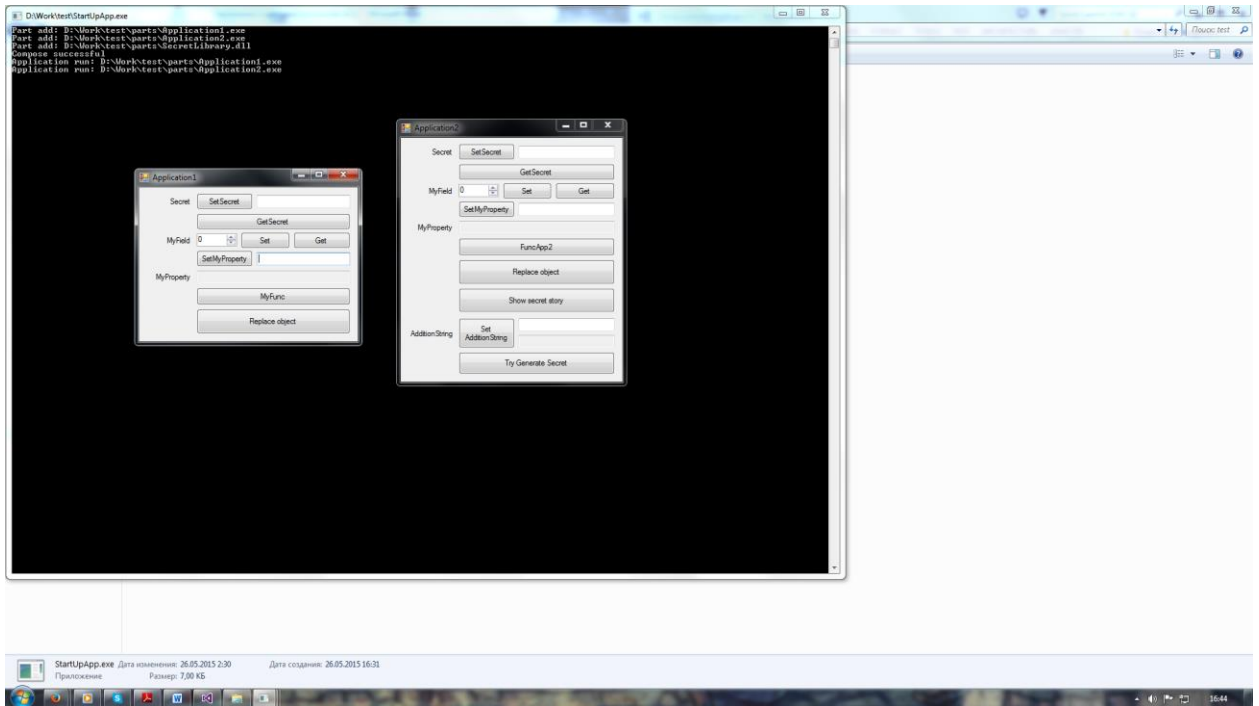 D:\Work\test\StartUpApp.exe
Part add: D:\Work\test\parts\Application1.exe
Part add: D:\Work\test\parts\Application2.exe
Part add: D:\Work\test\parts\SecretLibrary.dll
Compose successful
Application run: D:\Work\test\parts\Application1.exe
Application run: D:\Work\test\parts\Application2.exe
Поиск: test
Application1
Secret SetSecret
GetSecret
MyField 0 Set Get
SetMyProperty
MyProperty
MyFunc
Replace object
Application2
Secret SetSecret
GetSecret
MyField 0 Set Get
SetMyProperty
MyProperty
FuncApp2
Replace object
Show secret story
AdditionString Set AdditionString
Try Generate Secret
StartUpApp.exe Дата изменения: 26.05.2015 2:30 Дата создания: 26.05.2015 16:31
Приложение Размер: 7,00 КБ
16:44